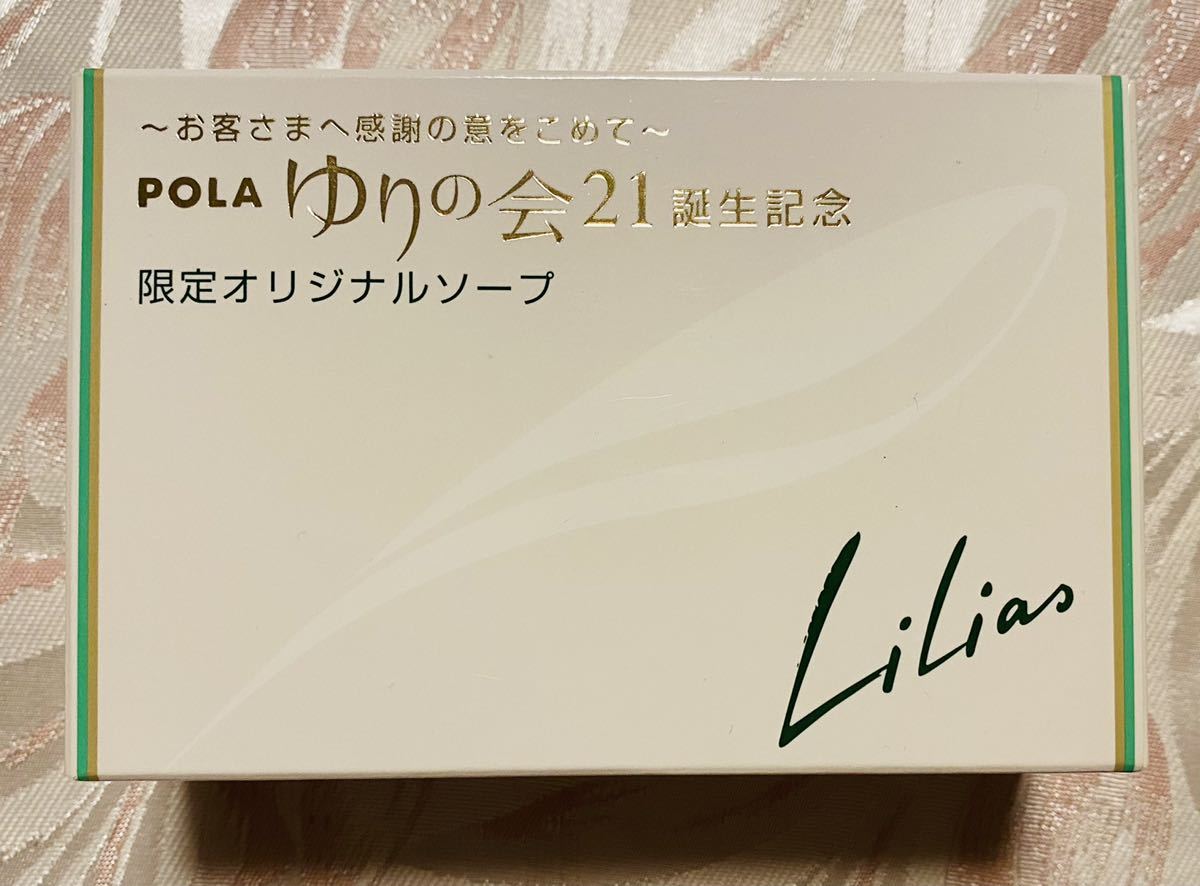 ～お客さまへ感謝の意をこめて～
POLA ゆりの会21 誕生記念
限定オリジナルソープ
Lilias